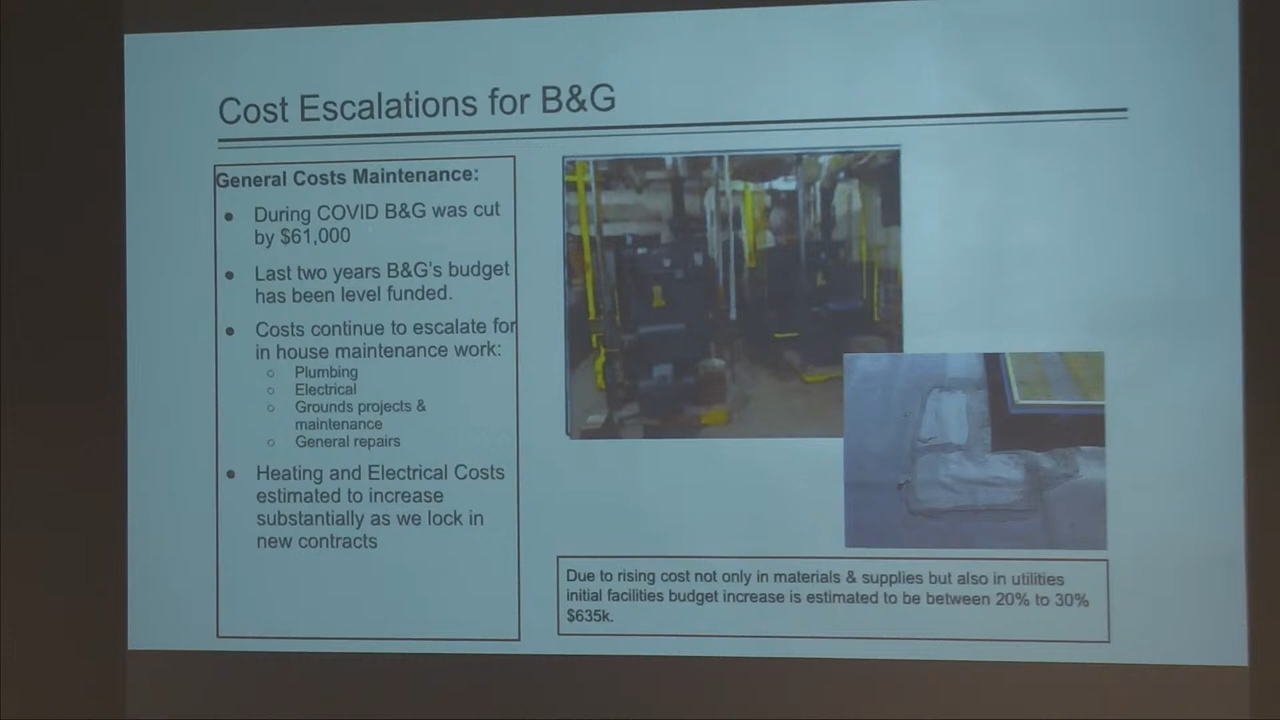 Cost Escalations for B&G
General Costs Maintenance:
● During COVID B&G was cut
by $61,000
● Last two years B&G's budget
has been level funded.
● Costs continue to escalate for
in house maintenance work:
○ Plumbing
○ Electrical
○ Grounds projects &
maintenance
○ General repairs
● Heating and Electrical Costs
estimated to increase
substantially as we lock in
new contracts
Due to rising cost not only in materials & supplies but also in utilities
initial facilities budget increase is estimated to be between 20% to 30%
$635k.